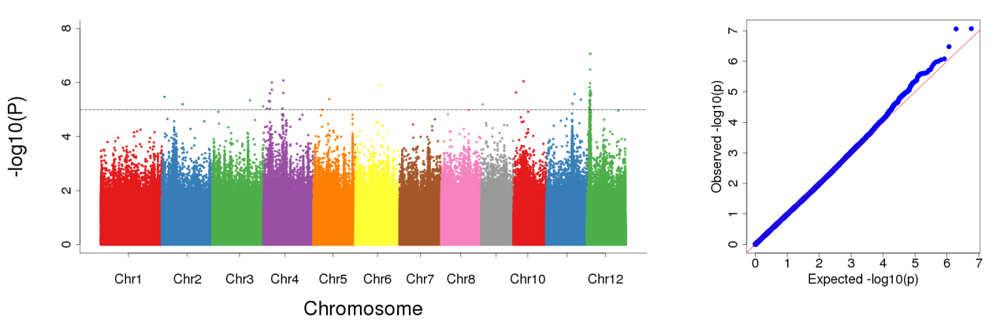 -log10(P)
8
6
4
2
0
Chr1 Chr2 Chr3 Chr4 Chr5 Chr6 Chr7 Chr8 Chr10 Chr12
Chromosome
Observed -log10(p)
7
6
5
4
3
2
1
0
0 1 2 3 4 5 6 7
Expected -log10(p)